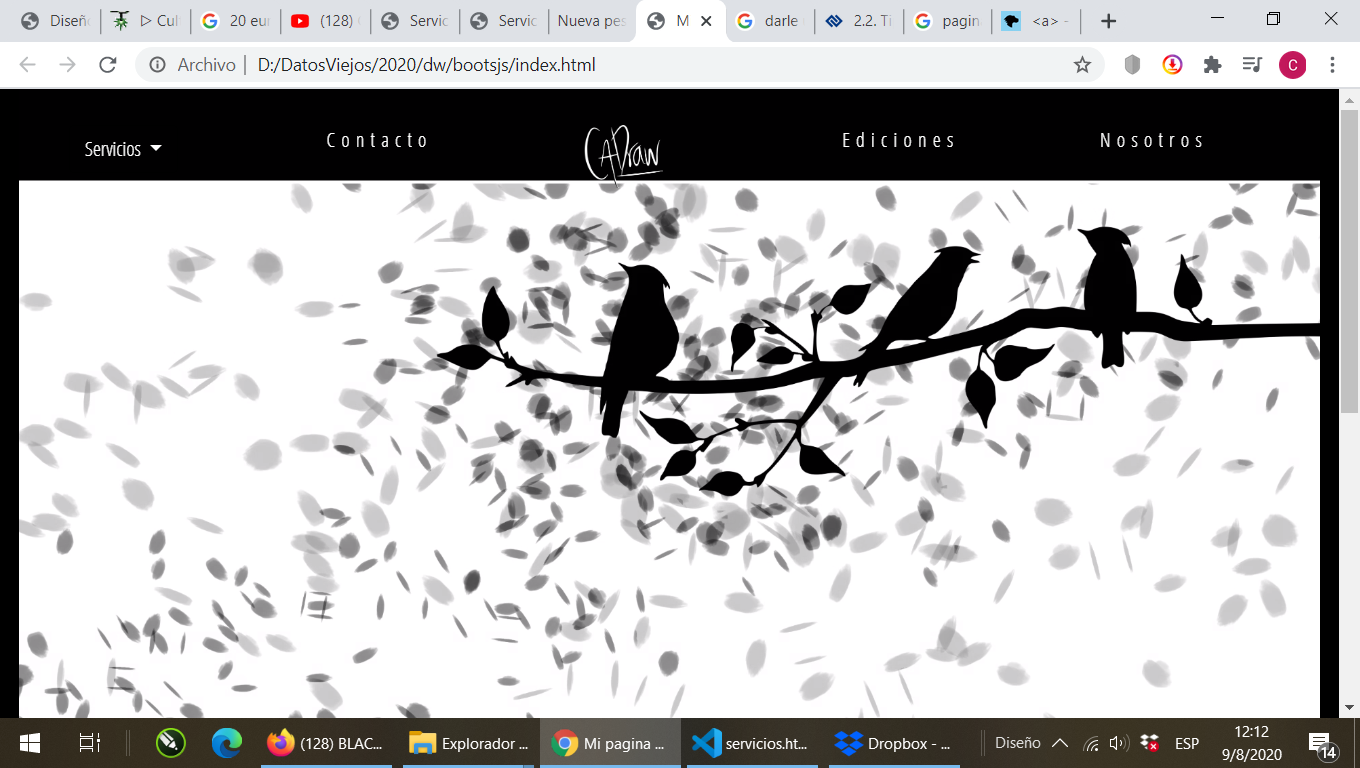 Diseñ
▷ Cul
20 eur
(128)
Servic
Servic
Nueva pes
M
darle
2.2. Ti
pagin
<a> -
Archivo | D:/DatosViejos/2020/dw/bootsjs/index.html
C
Servicios
Contacto
CADraw
Ediciones
Nosotros
(128) BLAC...
Explorador ...
Mi pagina ...
servicios.ht...
Dropbox - ...
Diseño
ESP
12:12
9/8/2020
14